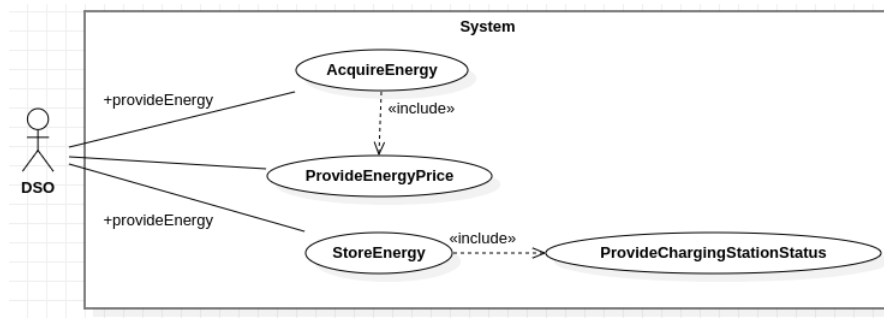 System
AcquireEnergy
+provideEnergy
«include»
ProvideEnergyPrice
DSO
+provideEnergy
«include»
StoreEnergy
ProvideChargingStationStatus